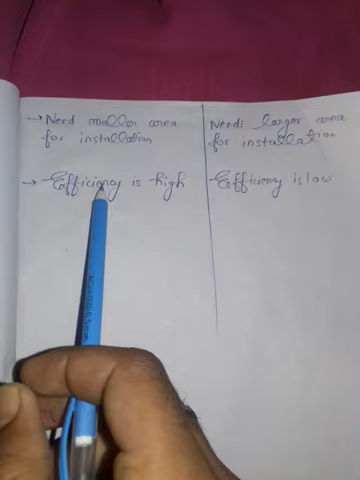 → Need smaller area
for installation
→ Efficiency is high
Needs larger area
for installation
Efficiency is low